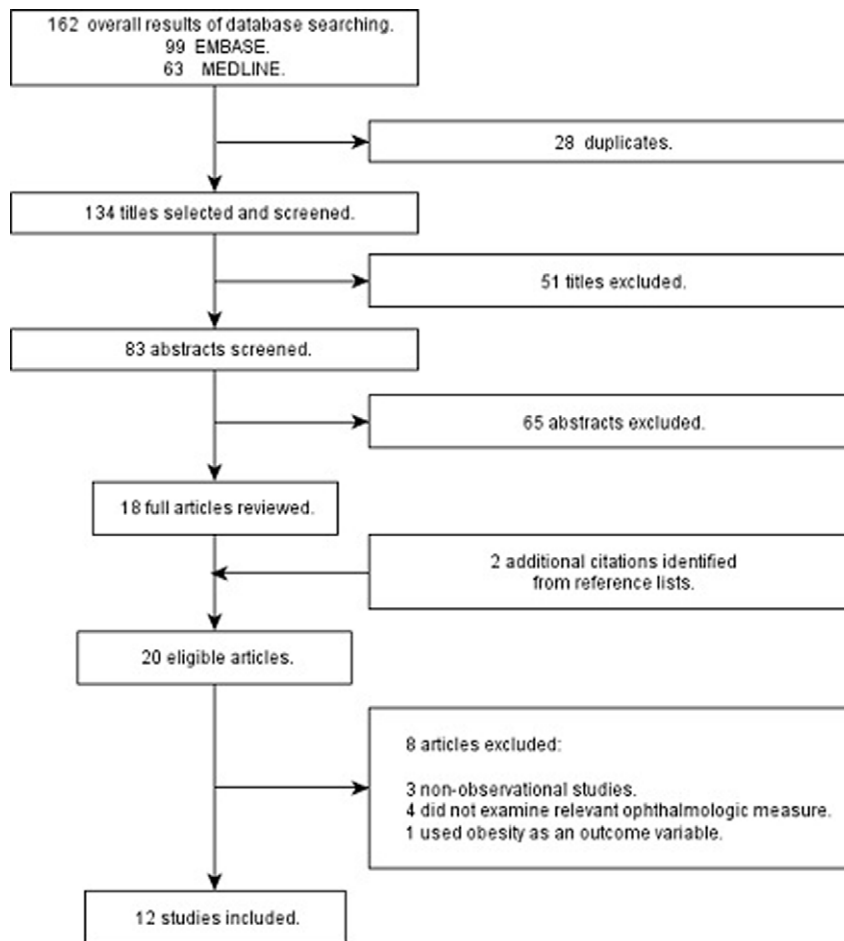 162 overall results of database searching.
99 EMBASE.
63 MEDLINE.
28 duplicates.
134 titles selected and screened.
51 titles excluded.
83 abstracts screened.
65 abstracts excluded.
18 full articles reviewed.
2 additional citations identified
from reference lists.
20 eligible articles.
8 articles excluded:
3 non-observational studies.
4 did not examine relevant ophthalmologic measure.
1 used obesity as an outcome variable.
12 studies included.